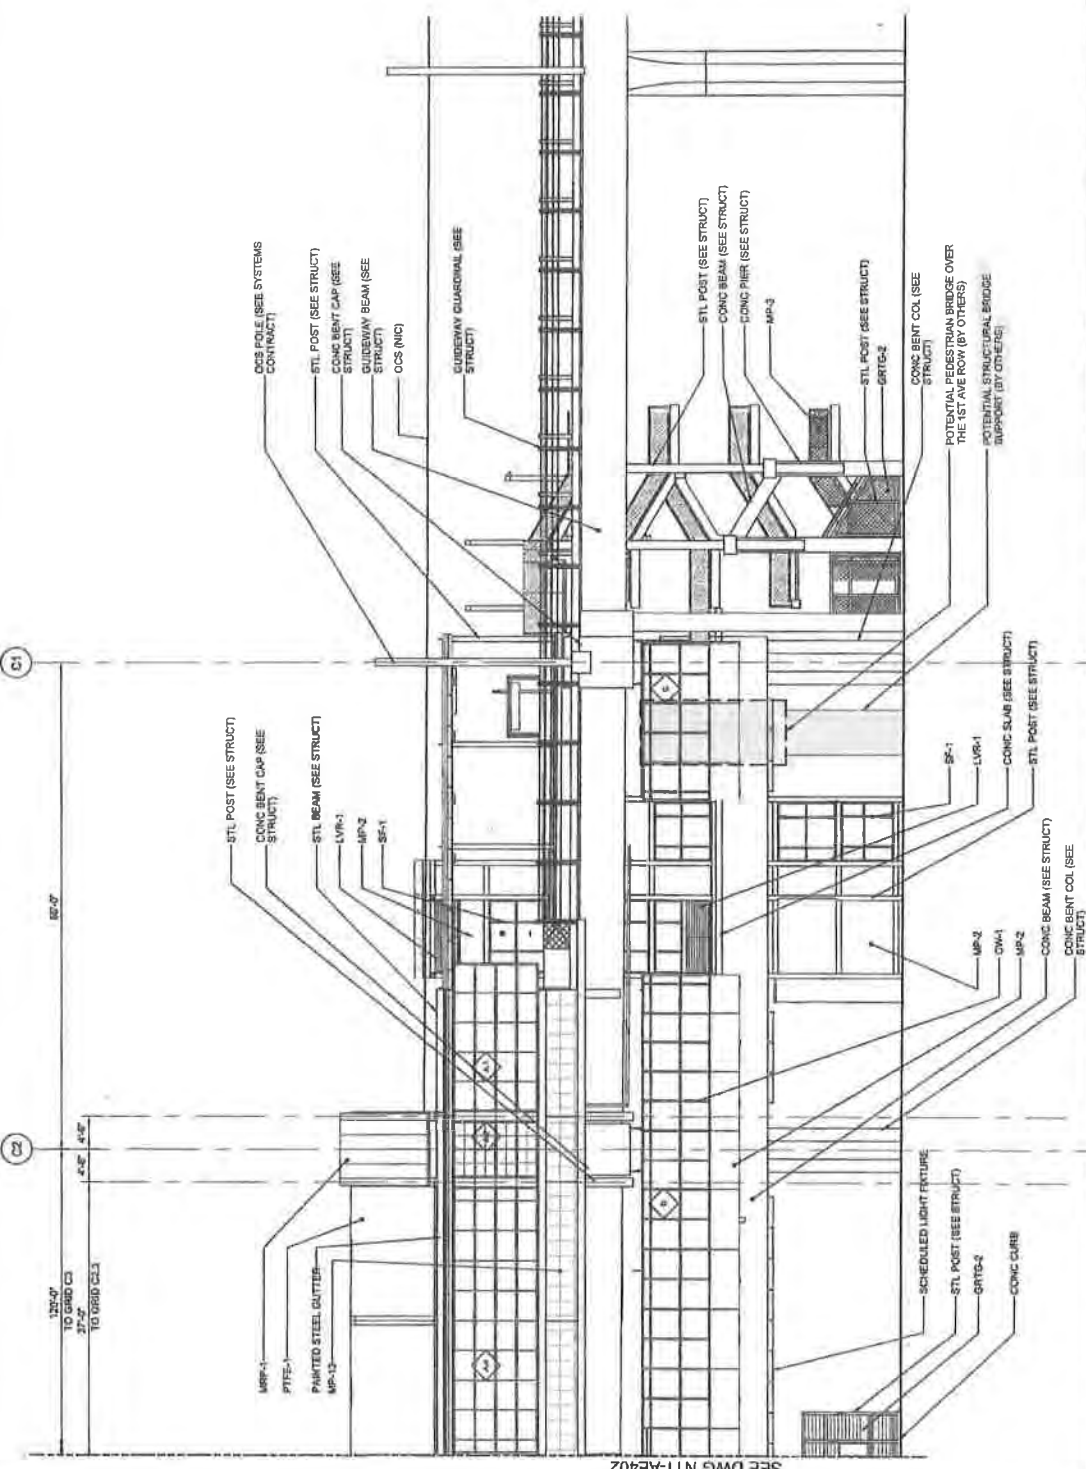 C1
C2
120'-0"
TO GRID C3
37'-0"
TO GRID C2.3
4'-6"
4'-6"
MRP-1
PTFE-1
PAINTED STEEL GUTTER
MP-12
STL POST (SEE STRUCT)
CONC BENT CAP (SEE
STRUCT)
STL BEAM (SEE STRUCT)
LVR-1
MP-2
SF-1
OCS POLE (SEE SYSTEMS
CONTRACT)
STL POST (SEE STRUCT)
CONC BENT CAP (SEE
STRUCT)
GUIDEWAY BEAM (SEE
STRUCT)
OCS (NIC)
GUIDEWAY GUARDRAIL (SEE
STRUCT)
STL POST (SEE STRUCT)
CONC BEAM (SEE STRUCT)
CONC PIER (SEE STRUCT)
MP-3
STL POST (SEE STRUCT)
GRTG-2
CONC BENT COL (SEE
STRUCT)
POTENTIAL PEDESTRIAN BRIDGE OVER
THE 1ST AVE ROW (BY OTHERS)
POTENTIAL STRUCTURAL BRIDGE
SUPPORT (BY OTHERS)
SF-1
LVR-1
CONC SLAB (SEE STRUCT)
STL POST (SEE STRUCT)
MP-2
CW-1
MP-2
CONC BEAM (SEE STRUCT)
CONC BENT COL (SEE
STRUCT)
SCHEDULED LIGHT FIXTURE
STL POST (SEE STRUCT)
GRTG-2
CONC CURB
SEE DWG N11-AE402